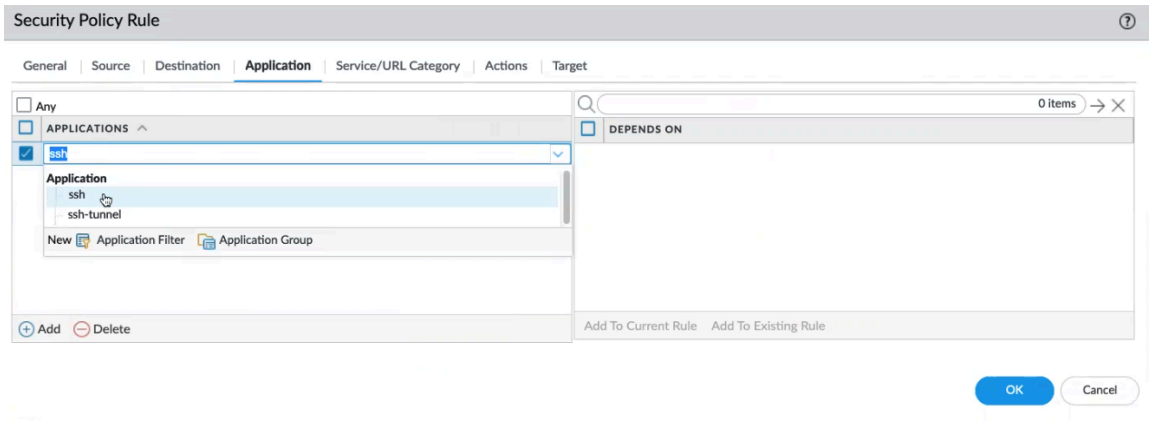 Security Policy Rule
General Source Destination Application Service/URL Category Actions Target
Any
APPLICATIONS
ssh
Application
ssh
ssh-tunnel
New Application Filter Application Group
Add Delete
0 items
DEPENDS ON
Add To Current Rule Add To Existing Rule
OK Cancel